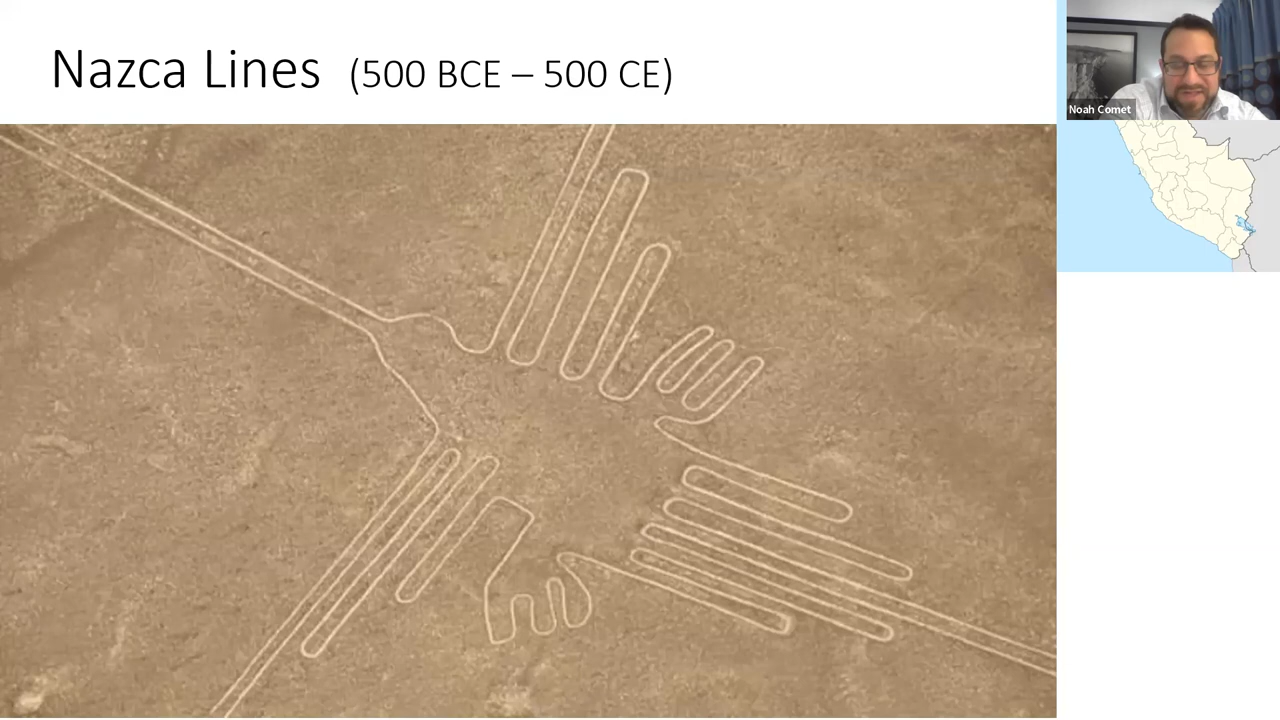 Nazca Lines (500 BCE – 500 CE)
Noah Comet